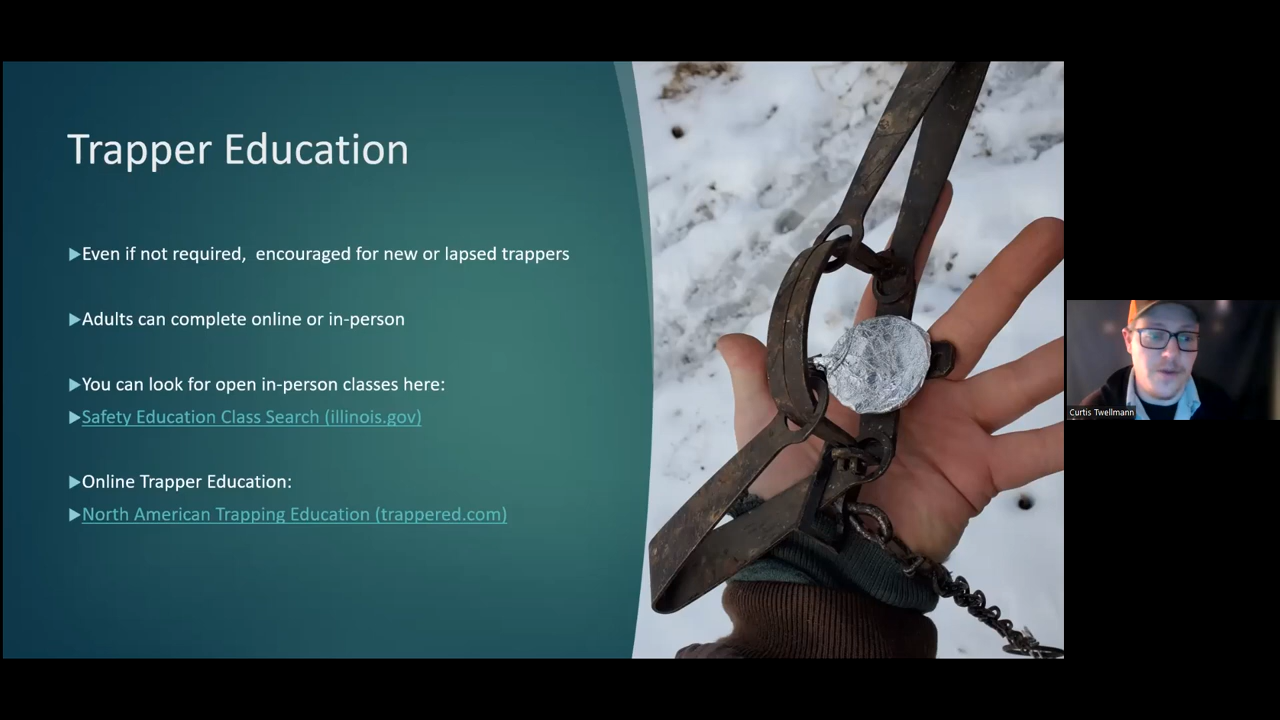 Trapper Education
Even if not required,  encouraged for new or lapsed trappers
Adults can complete online or in-person
You can look for open in-person classes here:
Safety Education Class Search (illinois.gov)
Online Trapper Education:
North American Trapping Education (trappered.com)
Curtis Twellmann